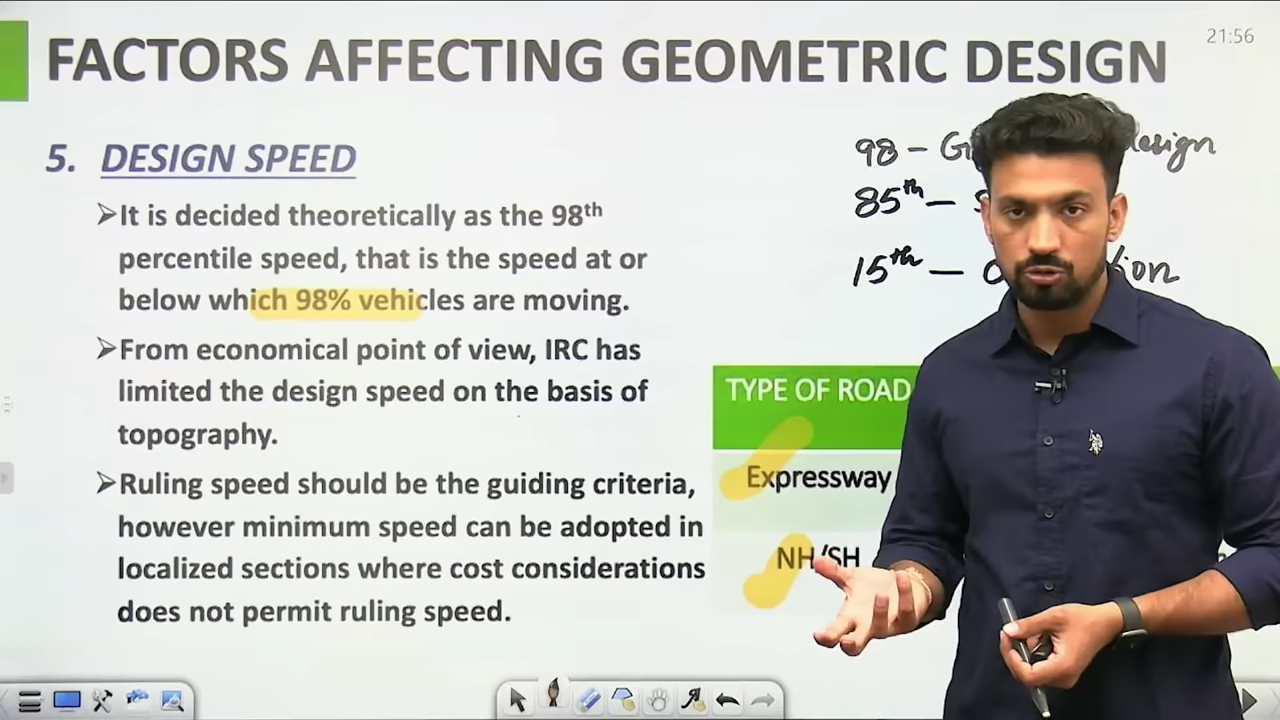 21:56
FACTORS AFFECTING GEOMETRIC DESIGN
5. DESIGN SPEED
➢It is decided theoretically as the 98th
percentile speed, that is the speed at or
below which 98% vehicles are moving.
➢From economical point of view, IRC has
limited the design speed on the basis of
topography.
➢Ruling speed should be the guiding criteria,
however minimum speed can be adopted in
localized sections where cost considerations
does not permit ruling speed.
98 – design
85th –
15th –
TYPE OF ROAD
Expressway
NH/SH